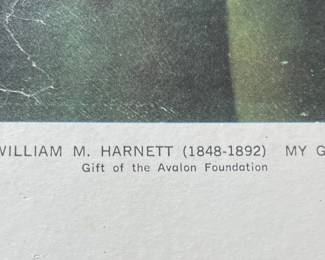 WILLIAM M. HARNETT (1848-1892) MY G
Gift of the Avalon Foundation